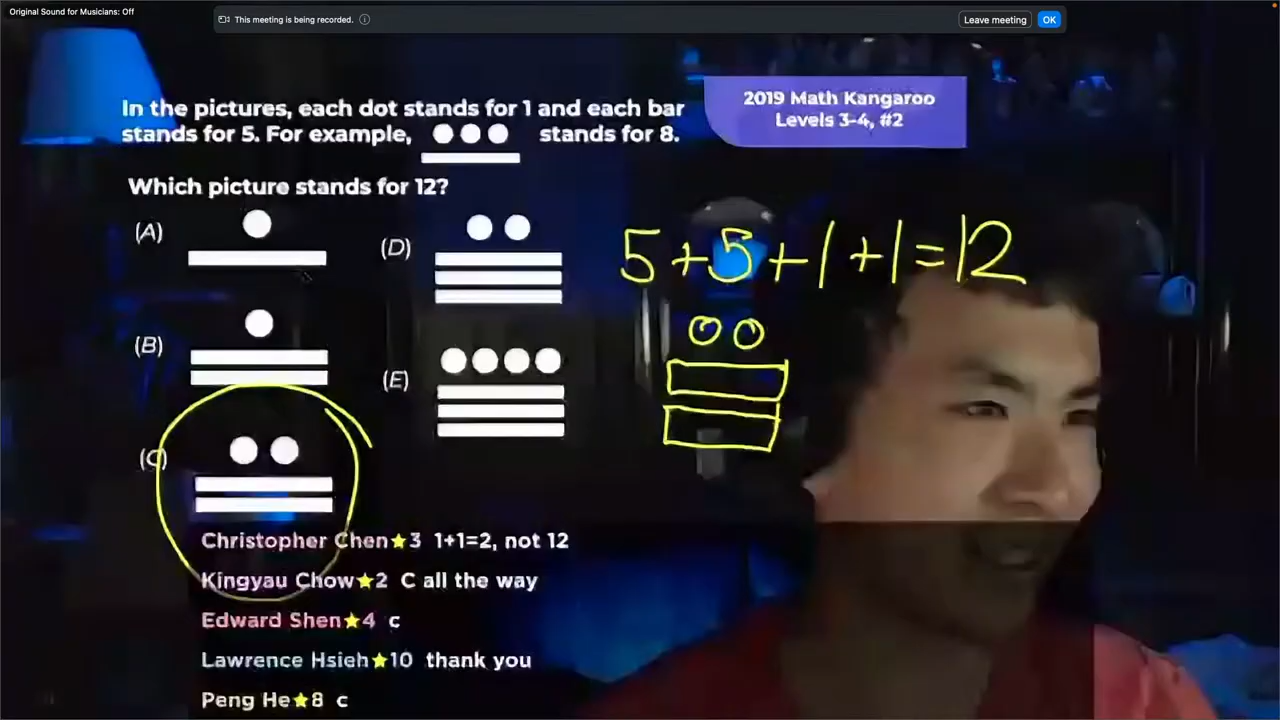 Original Sound for Musicians: Off
This meeting is being recorded.
Leave meeting
OK
In the pictures, each dot stands for 1 and each bar
stands for 5. For example, stands for 8.
2019 Math Kangaroo
Levels 3-4, #2
Which picture stands for 12?
(A)
(B)
(C)
(D)
(E)
5+5+1+1=12
Christopher Chen★3 1+1=2, not 12
Kingyau Chow★2 C all the way
Edward Shen★4 c
Lawrence Hsieh★10 thank you
Peng He★8 c